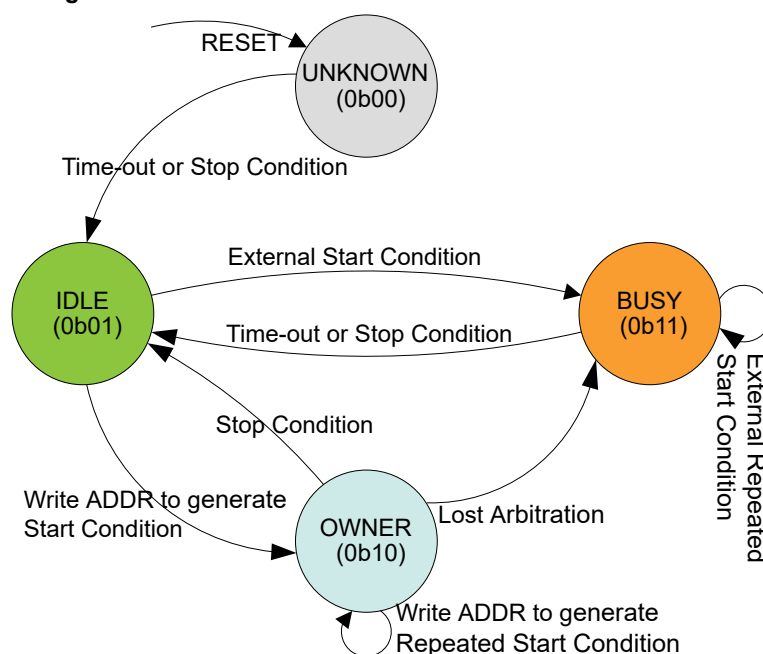 RESET
UNKNOWN
(0b00)
Time-out or Stop Condition
External Start Condition
IDLE
(0b01)
BUSY
(0b11)
Time-out or Stop Condition
External Repeated
Start Condition
Stop Condition
Write ADDR to generate
Start Condition
OWNER
(0b10)
Lost Arbitration
Write ADDR to generate
Repeated Start Condition